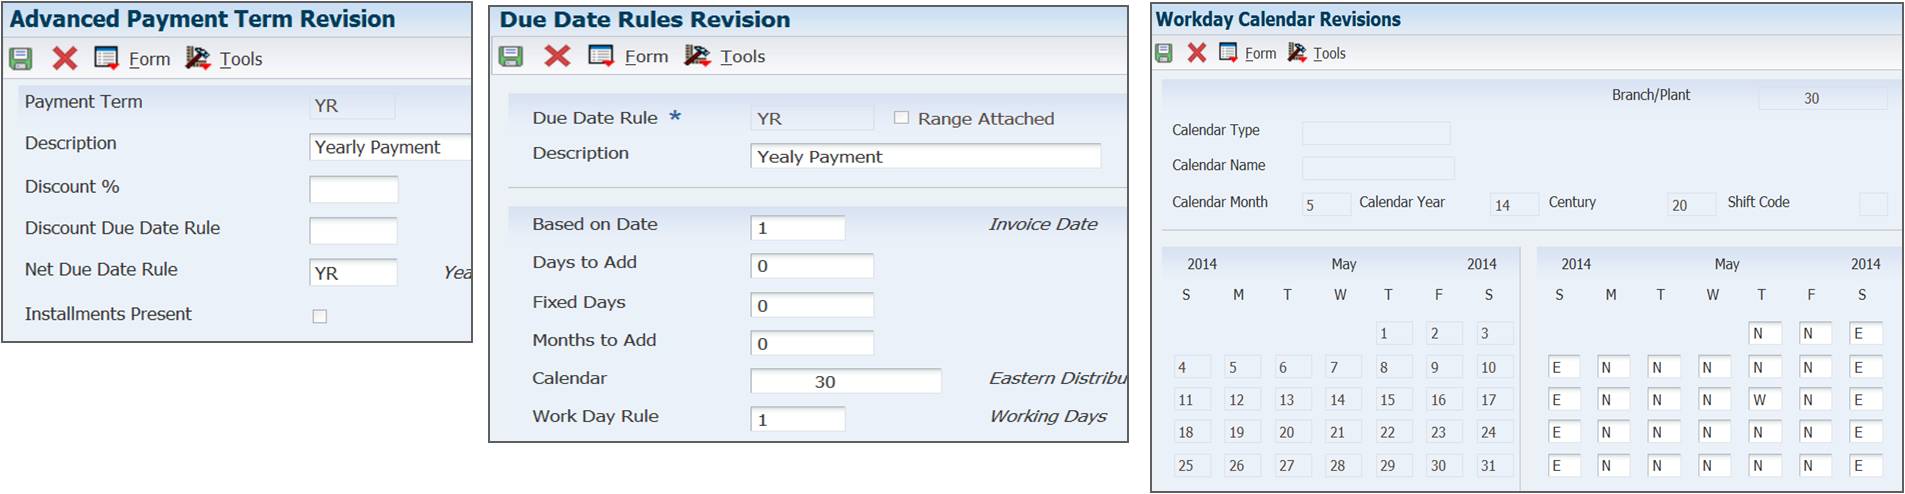 Advanced Payment Term Revision
Form Tools
Payment Term YR
Description Yearly Payment
Discount %
Discount Due Date Rule
Net Due Date Rule YR Yea
Installments Present
Due Date Rules Revision
Form Tools
Due Date Rule * YR Range Attached
Description Yealy Payment
Based on Date 1 Invoice Date
Days to Add 0
Fixed Days 0
Months to Add 0
Calendar 30 Eastern Distribu
Work Day Rule 1 Working Days
Workday Calendar Revisions
Form Tools
Branch/Plant 30
Calendar Type
Calendar Name
Calendar Month 5 Calendar Year 14 Century 20 Shift Code
2014 May 2014 2014 May 2014
S M T W T F S S M T W T F S
1 2 3 N N E
4 5 6 7 8 9 10 E N N N N N E
11 12 13 14 15 16 17 E N N N W N E
18 19 20 21 22 23 24 E N N N N N E
25 26 27 28 29 30 31 E N N N N N E